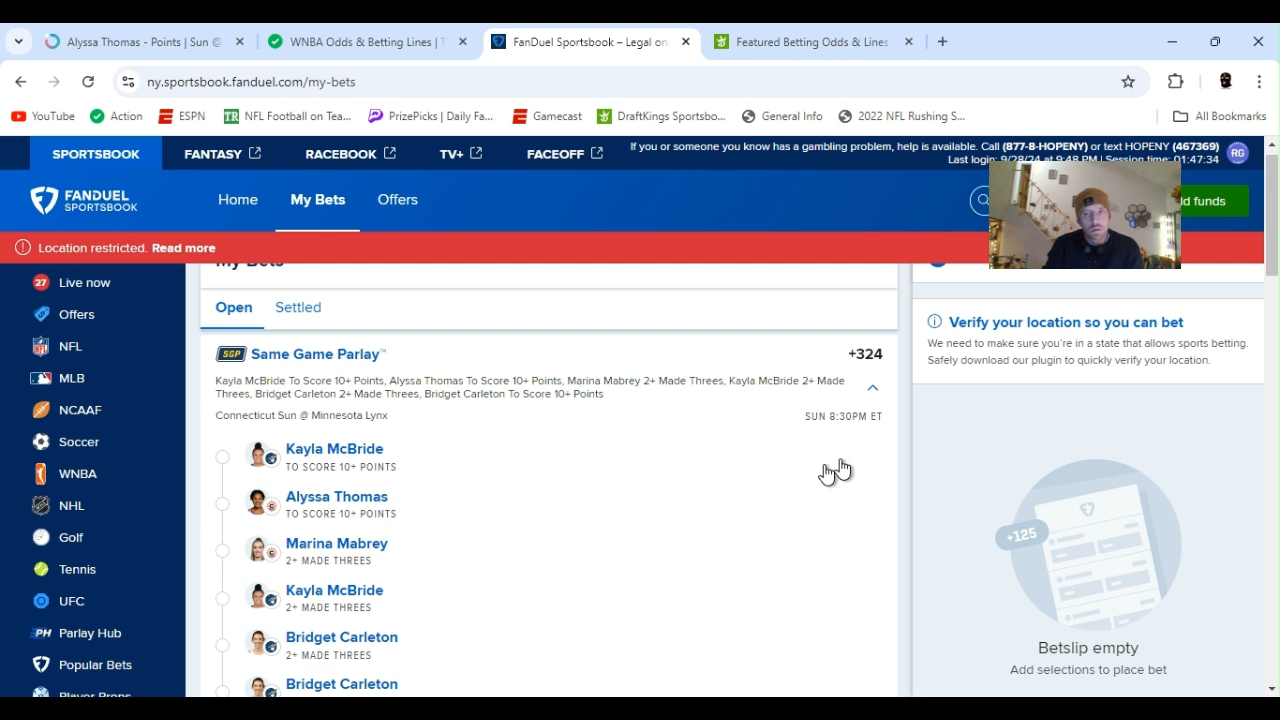 Alyssa Thomas - Points | Sun @
WNBA Odds & Betting Lines | T
FanDuel Sportsbook – Legal on
Featured Betting Odds & Lines
ny.sportsbook.fanduel.com/my-bets
YouTube
Action
ESPN
NFL Football on Tea...
PrizePicks | Daily Fa...
Gamecast
DraftKings Sportsbo...
General Info
2022 NFL Rushing S...
All Bookmarks
SPORTSBOOK
FANTASY
RACEBOOK
TV+
FACEOFF
If you or someone you know has a gambling problem, help is available. Call (877-8-HOPENY) or text HOPENY (467369)
Last login: 9/28/24 at 9:48 PM | Session time: 01:47:34
RG
FANDUEL
SPORTSBOOK
Home
My Bets
Offers
d funds
Location restricted. Read more
27 Live now
Offers
NFL
MLB
NCAAF
Soccer
WNBA
NHL
Golf
Tennis
UFC
PH Parlay Hub
Popular Bets
Player Props
My Bets
Open
Settled
SGP Same Game Parlay™
+324
Kayla McBride To Score 10+ Points, Alyssa Thomas To Score 10+ Points, Marina Mabrey 2+ Made Threes, Kayla McBride 2+ Made
Threes, Bridget Carleton 2+ Made Threes, Bridget Carleton To Score 10+ Points
Connecticut Sun @ Minnesota Lynx
SUN 8:30PM ET
Kayla McBride
TO SCORE 10+ POINTS
Alyssa Thomas
TO SCORE 10+ POINTS
Marina Mabrey
2+ MADE THREES
Kayla McBride
2+ MADE THREES
Bridget Carleton
2+ MADE THREES
Bridget Carleton
Verify your location so you can bet
We need to make sure you're in a state that allows sports betting.
Safely download our plugin to quickly verify your location.
+125
Betslip empty
Add selections to place bet